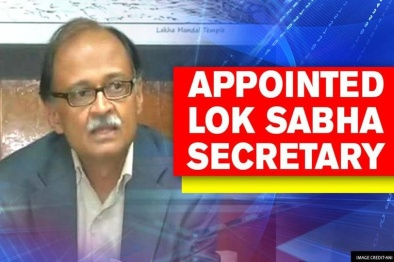 Lakha Mandal Temple
APPOINTED
LOK SABHA
SECRETARY
IMAGE CREDIT-ANI